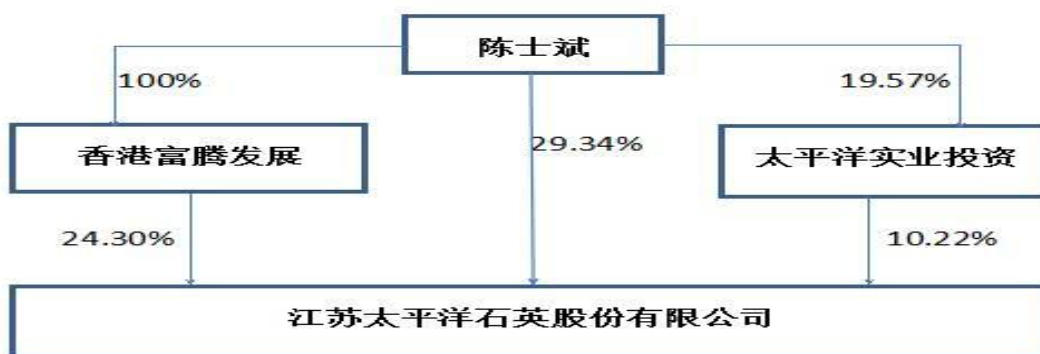 陈士斌
100%
19.57%
香港富腾发展
29.34%
太平洋实业投资
24.30%
10.22%
江苏太平洋石英股份有限公司